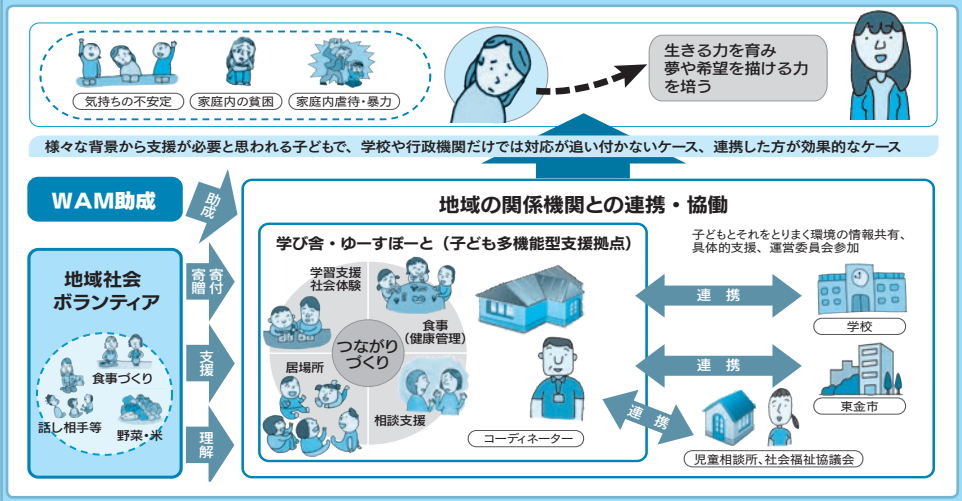 気持ちの不安定
家庭内の貧困
家庭内虐待・暴力
生きる力を育み
夢や希望を描ける力
を培う
様々な背景から支援が必要と思われる子どもで、学校や行政機関だけでは対応が追い付かないケース、連携した方が効果的なケース
WAM助成
助成
地域社会
ボランティア
食事づくり
話し相手等
野菜・米
寄付
寄贈
支援
理解
地域の関係機関との連携・協働
学び舎・ゆーすぽーと（子ども多機能型支援拠点）
学習支援
社会体験
食事
（健康管理）
つながり
づくり
居場所
相談支援
コーディネーター
子どもとそれをとりまく環境の情報共有、
具体的支援、運営委員会参加
連携
学校
連携
東金市
連携
児童相談所、社会福祉協議会